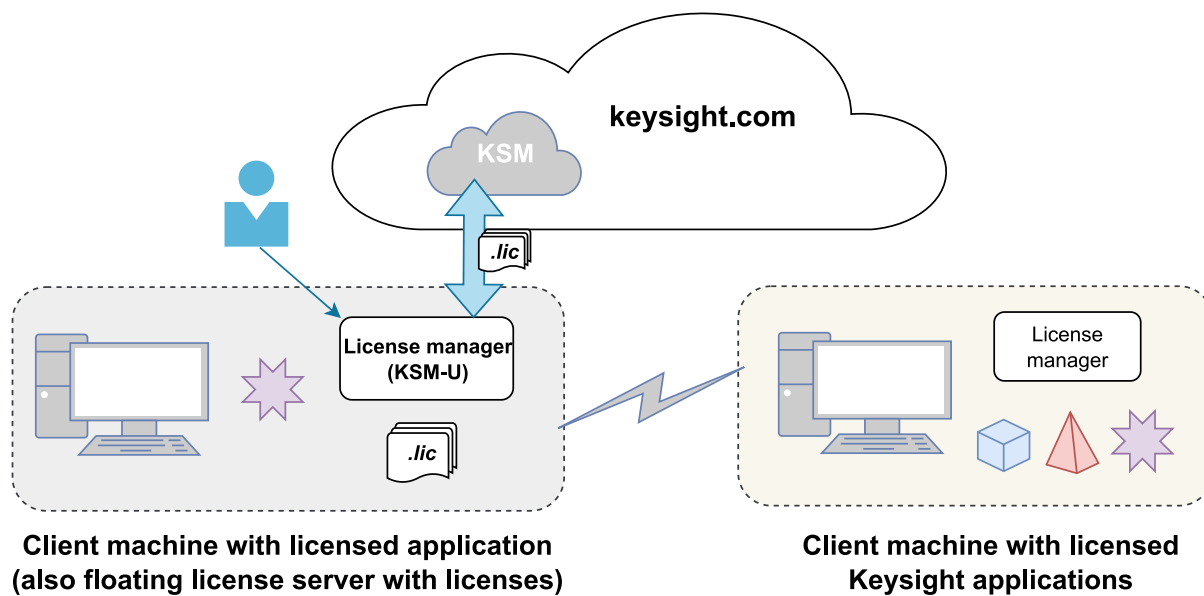 keysight.com
KSM
.lic
License manager
(KSM-U)
.lic
License
manager
Client machine with licensed application
(also floating license server with licenses)
Client machine with licensed
Keysight applications